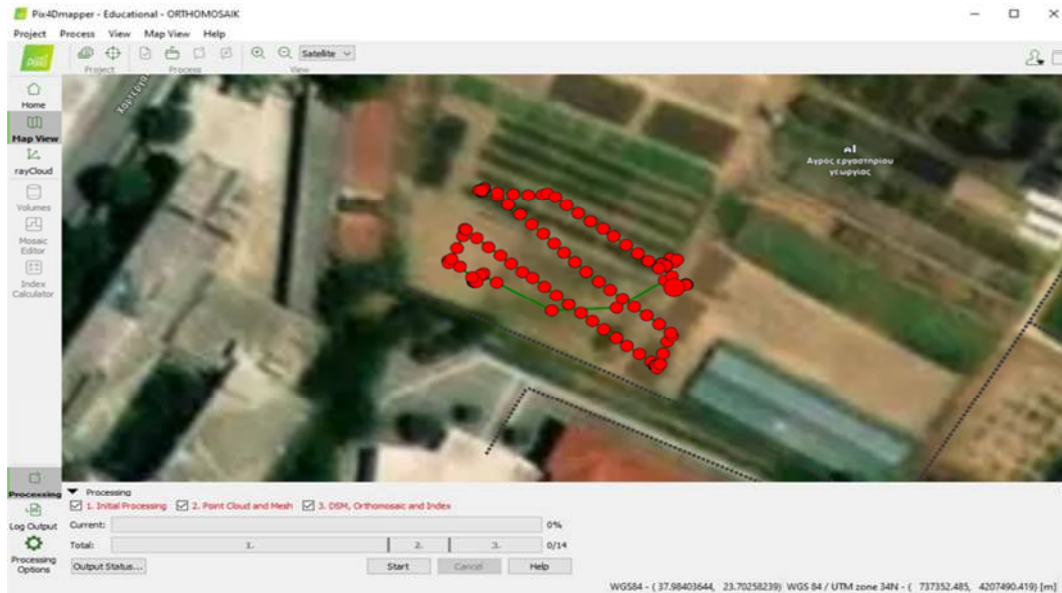 Pix4Dmapper - Educational - ORTHOMOSAIK
Project Process View Map View Help
Satellite
Project Process View
Home
Map View
rayCloud
Volumes
Mosaic
Editor
Index
Calculator
Αγρός εργαστηρίου
γεωργίας
Processing
Log Output
Processing
Options
Processing
1. Initial Processing 2. Point Cloud and Mesh 3. DSM, Orthomosaic and Index
Current: 0%
Total: 1. 2. 3. 0/14
Output Status... Start Cancel Help
WGS84 - ( 37.98403644, 23.70258239) WGS 84 / UTM zone 34N - ( 737352.485, 4207490.419) [m]